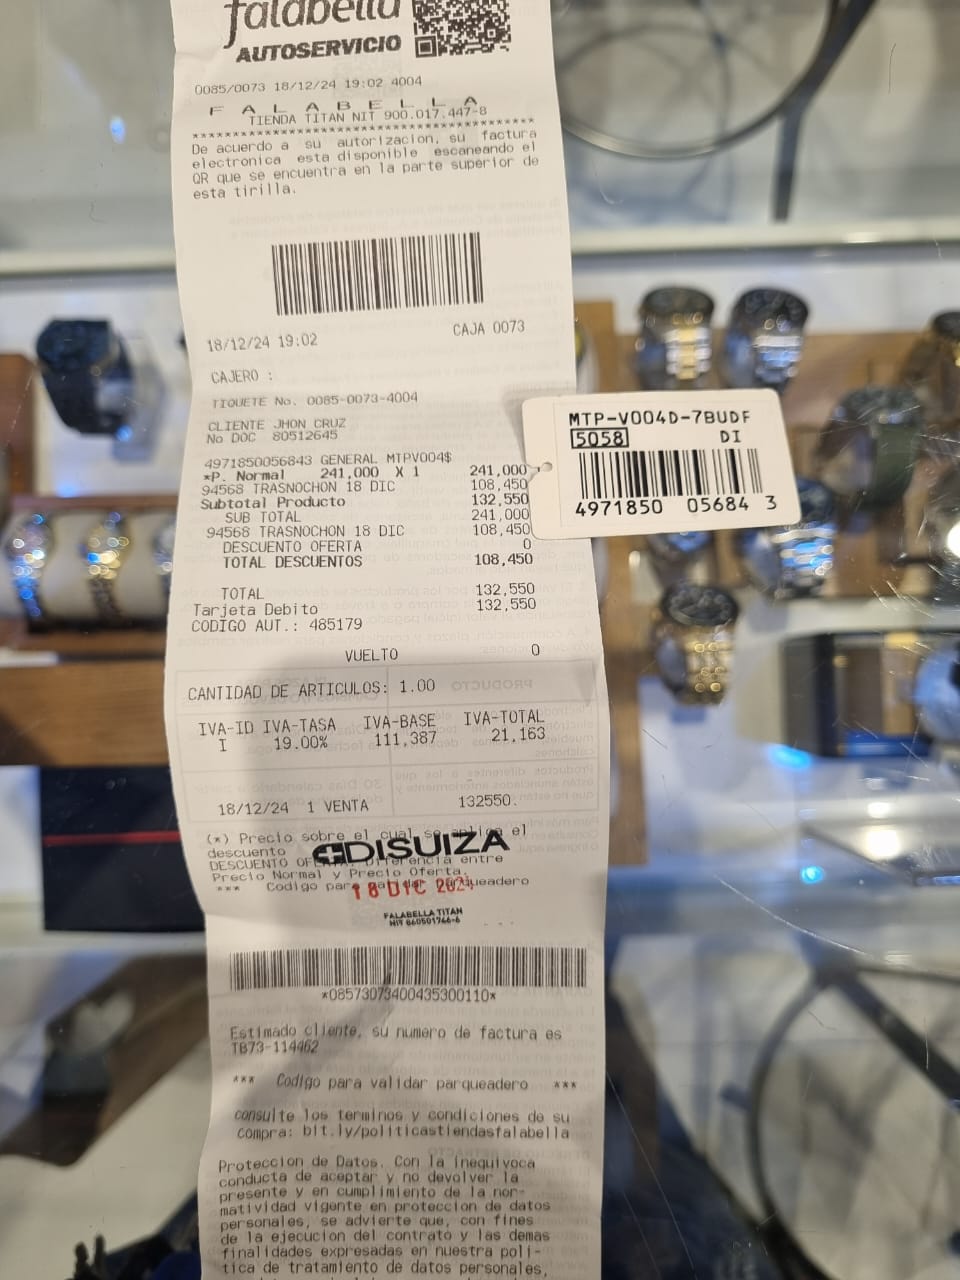 falabella
AUTOSERVICIO
0085/0073 18/12/24 19:02 4004
F A L A B E L L A
TIENDA TITAN NIT 900.017.447-8
******************************************
De acuerdo a su autorizacion, su factura
electronica esta disponible escaneando el
QR que se encuentra en la parte superior de
esta tirilla.
18/12/24 19:02 CAJA 0073
CAJERO :
TIQUETE No. 0085-0073-4004
CLIENTE JHON CRUZ
No DOC 80512645
4971850056843 GENERAL MTPV004$
*P. Normal 241,000 X 1 241,000
94568 TRASNOCHON 18 DIC 108,450
Subtotal Producto 132,550
SUB TOTAL 241,000
94568 TRASNOCHON 18 DIC 108,450
DESCUENTO OFERTA 0
TOTAL DESCUENTOS 108,450
TOTAL 132,550
Tarjeta Debito 132,550
CODIGO AUT.: 485179
VUELTO 0
CANTIDAD DE ARTICULOS: 1.00
IVA-ID IVA-TASA IVA-BASE IVA-TOTAL
I 19.00% 111,387 21,163
18/12/24 1 VENTA 132550.
(*) Precio sobre el cual se aplica el
descuento
DISUIZA
DESCUENTO Diferencia entre
Precio Normal y Precio Oferta.
*** Codigo para parqueadero
18 DIC 2024
FALABELLA TITAN
NIT 860501766-6
*08573073400435300110*
Estimado cliente, su numero de factura es
TB73-114462
*** Codigo para validar parqueadero ***
consulte los terminos y condiciones de su
compra: bit.ly/politicastiendasfalabella
Proteccion de Datos. Con la inequivoca
conducta de aceptar y no devolver la
presente y en cumplimiento de la nor-
matividad vigente en proteccion de datos
personales, se advierte que, con fines
de la ejecucion del contrato y las demas
finalidades expresadas en nuestra poli-
tica de tratamiento de datos personales,
MTP-V004D-7BUDF
5058 DI
4971850 05684 3